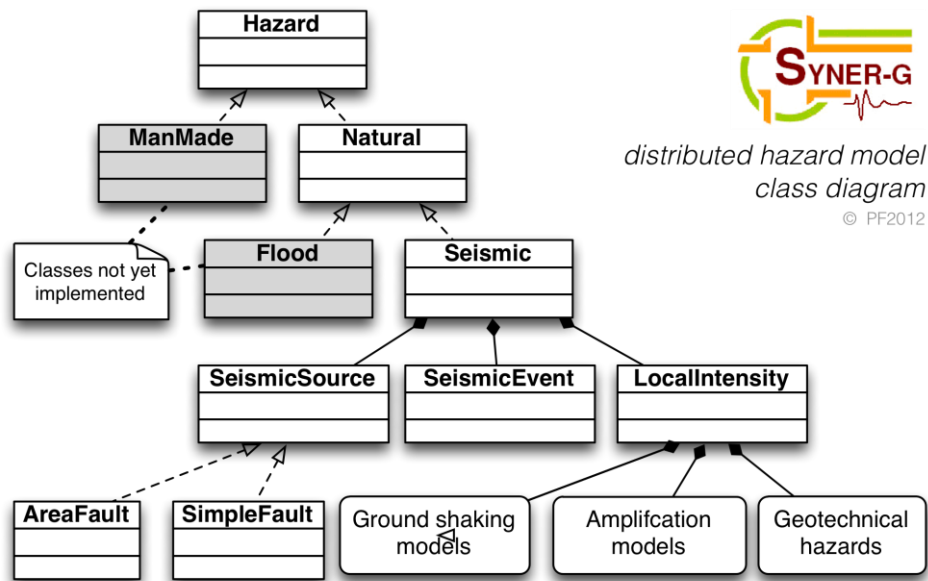 Hazard
SYNER-G
ManMade
Natural
distributed hazard model
class diagram
© PF2012
Classes not yet
implemented
Flood
Seismic
SeismicSource
SeismicEvent
LocalIntensity
AreaFault
SimpleFault
Ground shaking
models
Amplifcation
models
Geotechnical
hazards